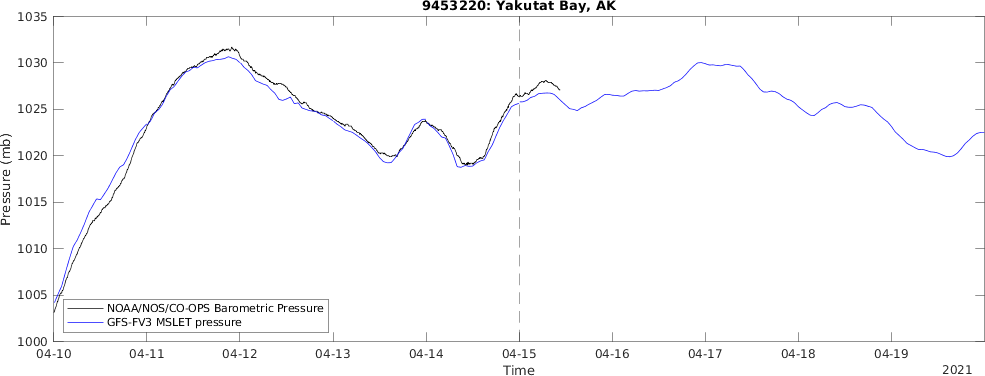 9453220: Yakutat Bay, AK
1035
1030
1025
1020
1015
1010
1005
1000
Pressure (mb)
NOAA/NOS/CO-OPS Barometric Pressure
GFS-FV3 MSLET pressure
04-10 04-11 04-12 04-13 04-14 04-15 04-16 04-17 04-18 04-19
Time
2021